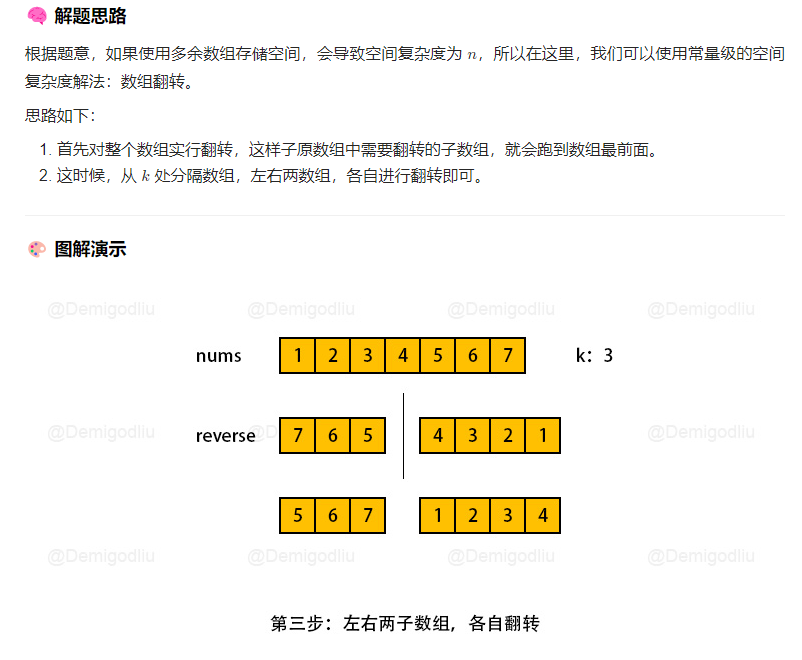 解题思路
根据题意，如果使用多余数组存储空间，会导致空间复杂度为 n，所以在这里，我们可以使用常量级的空间
复杂度解法：数组翻转。
思路如下：
1. 首先对整个数组实行翻转，这样子原数组中需要翻转的子数组，就会跑到数组最前面。
2. 这时候，从 k 处分隔数组，左右两数组，各自进行翻转即可。
图解演示
@Demigodliu @Demigodliu @Demigodliu @Demigodliu
nums 1 2 3 4 5 6 7 k：3
@Demigodliu @Demigodliu
reverse 7 6 5 4 3 2 1
5 6 7 1 2 3 4
@Demigodliu @Demigodliu @Demigodliu @Demigodliu
第三步：左右两子数组，各自翻转